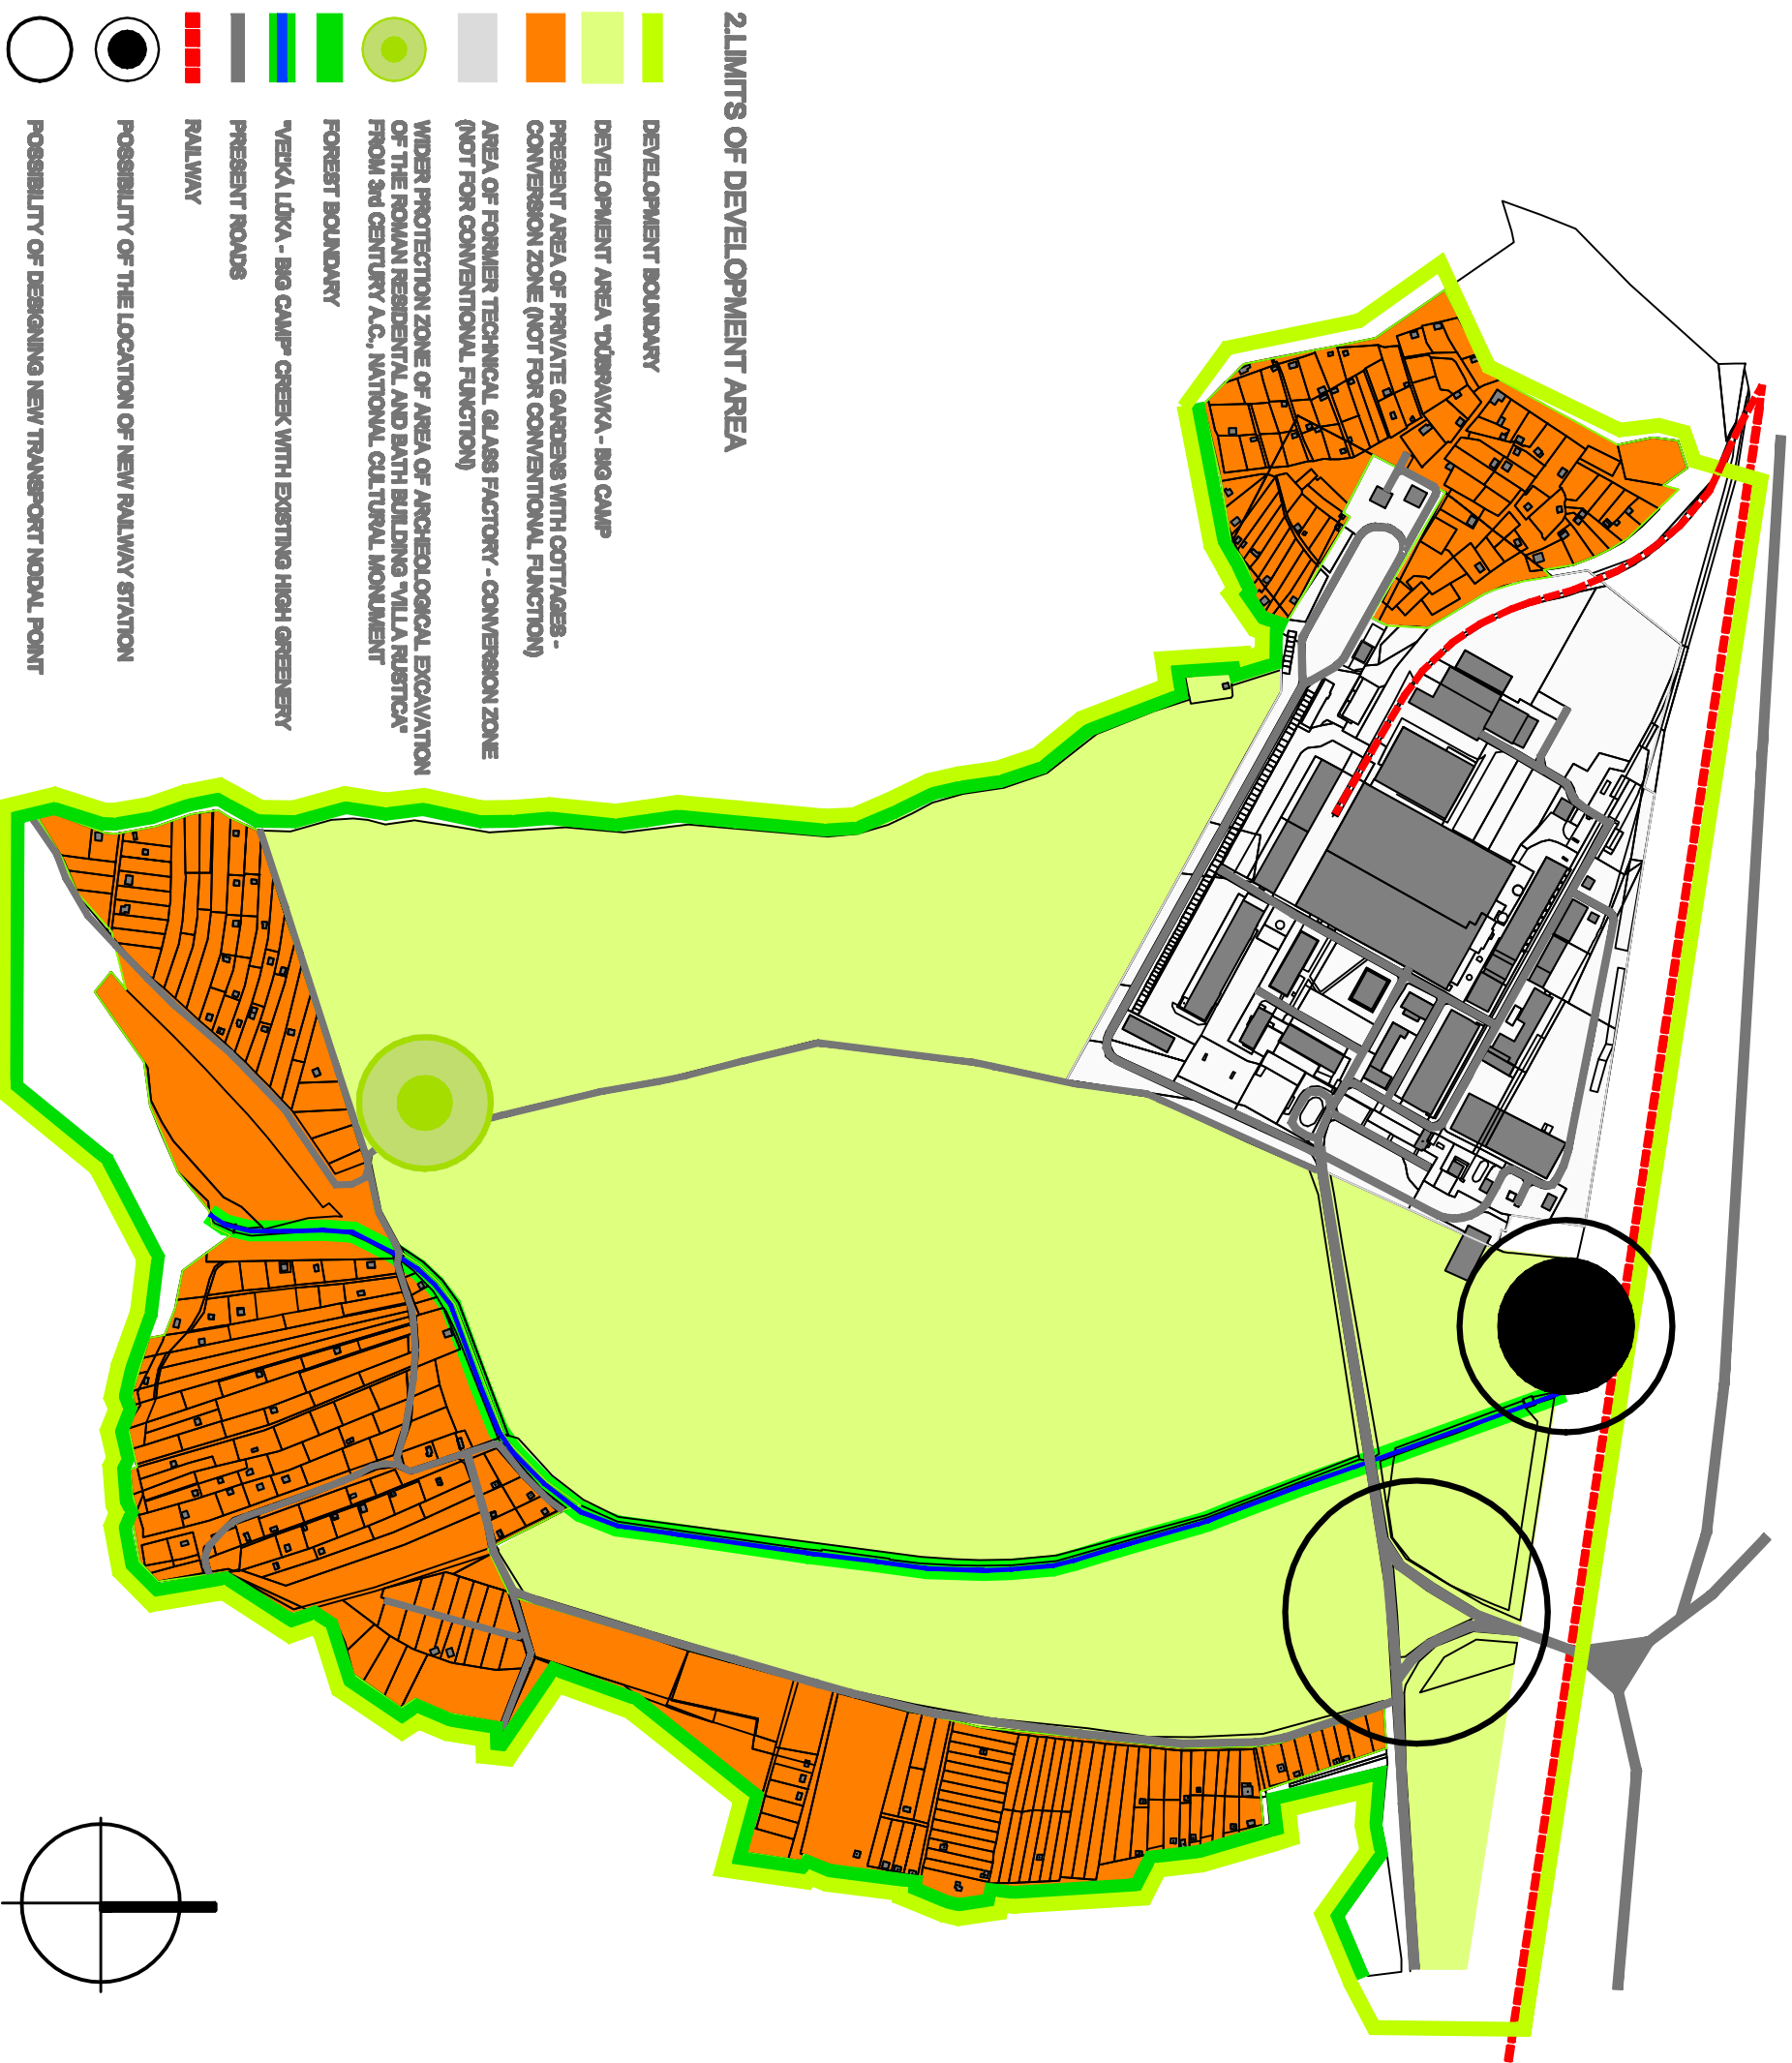 2.LIMITS OF DEVELOPMENT AREA
DEVELOPMENT BOUNDARY
DEVELOPMENT AREA "DÚBRAVKA - BIG CAMP
PRESENT AREA OF PRIVATE GARDENS WITH COTTAGES -
CONVERSION ZONE (NOT FOR CONVENTIONAL FUNCTION)
AREA OF FORMER TECHNICAL GLASS FACTORY - CONVERSION ZONE
(NOT FOR CONVENTIONAL FUNCTION)
WIDER PROTECTION ZONE OF AREA OF ARCHEOLOGICAL EXCAVATION
OF THE ROMAN RESIDENTAL AND BATH BUILDING "VILLA RUSTICA"
FROM 3rd CENTURY A.C., NATIONAL CULTURAL MONUMENT
FOREST BOUNDARY
"VEĽKÁ LÚKA - BIG CAMP" CREEK WITH EXISTING HIGH GREENERY
PRESENT ROADS
RAILWAY
POSSIBILITY OF THE LOCATION OF NEW RAILWAY STATION
POSSIBILITY OF DESIGNING NEW TRANSPORT NODAL POINT